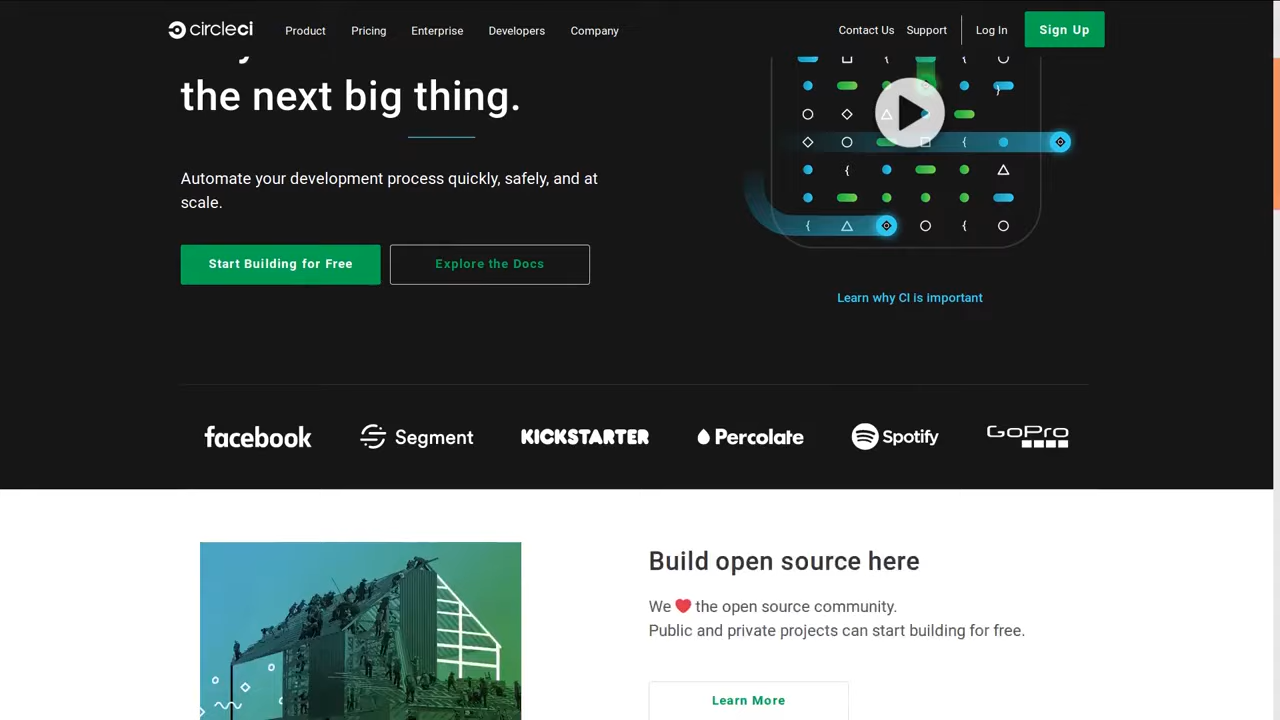 circleci Product Pricing Enterprise Developers Company Contact Us Support Log In Sign Up
the next big thing.
Automate your development process quickly, safely, and at
scale.
Start Building for Free Explore the Docs
Learn why CI is important
facebook Segment KICKSTARTER Percolate Spotify GoPro
Build open source here
We ❤️ the open source community.
Public and private projects can start building for free.
Learn More